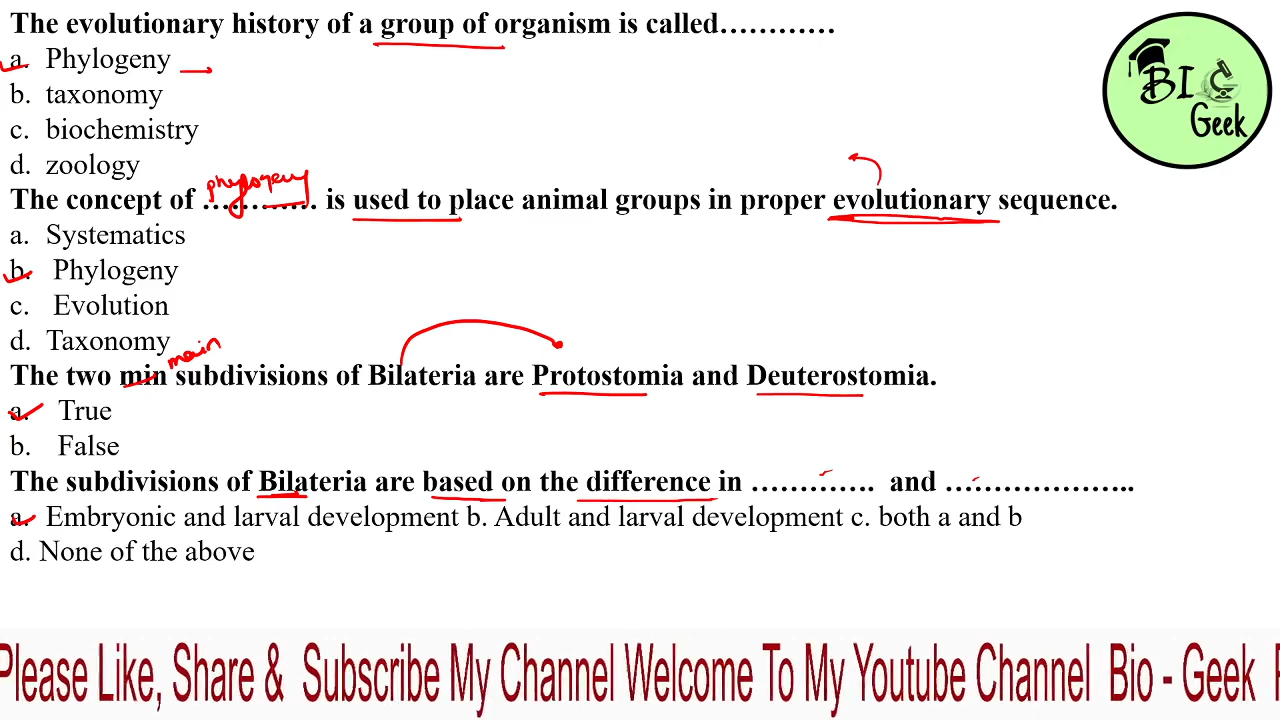 The evolutionary history of a group of organism is called…………
a. Phylogeny
b. taxonomy
c. biochemistry
d. zoology
phylogeny
The concept of ………… is used to place animal groups in proper evolutionary sequence.
a. Systematics
b. Phylogeny
c. Evolution
d. Taxonomy
main
The two min subdivisions of Bilateria are Protostomia and Deuterostomia.
a. True
b. False
The subdivisions of Bilateria are based on the difference in …………. and ………………..
a. Embryonic and larval development b. Adult and larval development c. both a and b
d. None of the above
BI
Geek
Please Like, Share & Subscribe My Channel Welcome To My Youtube Channel Bio - Geek